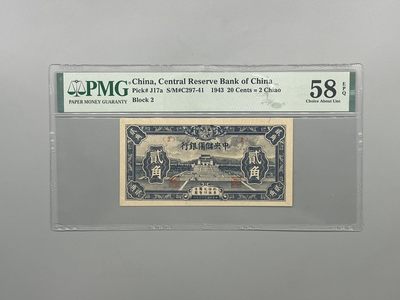 PMG
PAPER MONEY GUARANTY
China, Central Reserve Bank of China
Pick# J17a S/M#C297-41 1943 20 Cents = 2 Chiao
Block 2
58 EPQ
Choice About Unc
行銀備儲央中
貳角
貳角